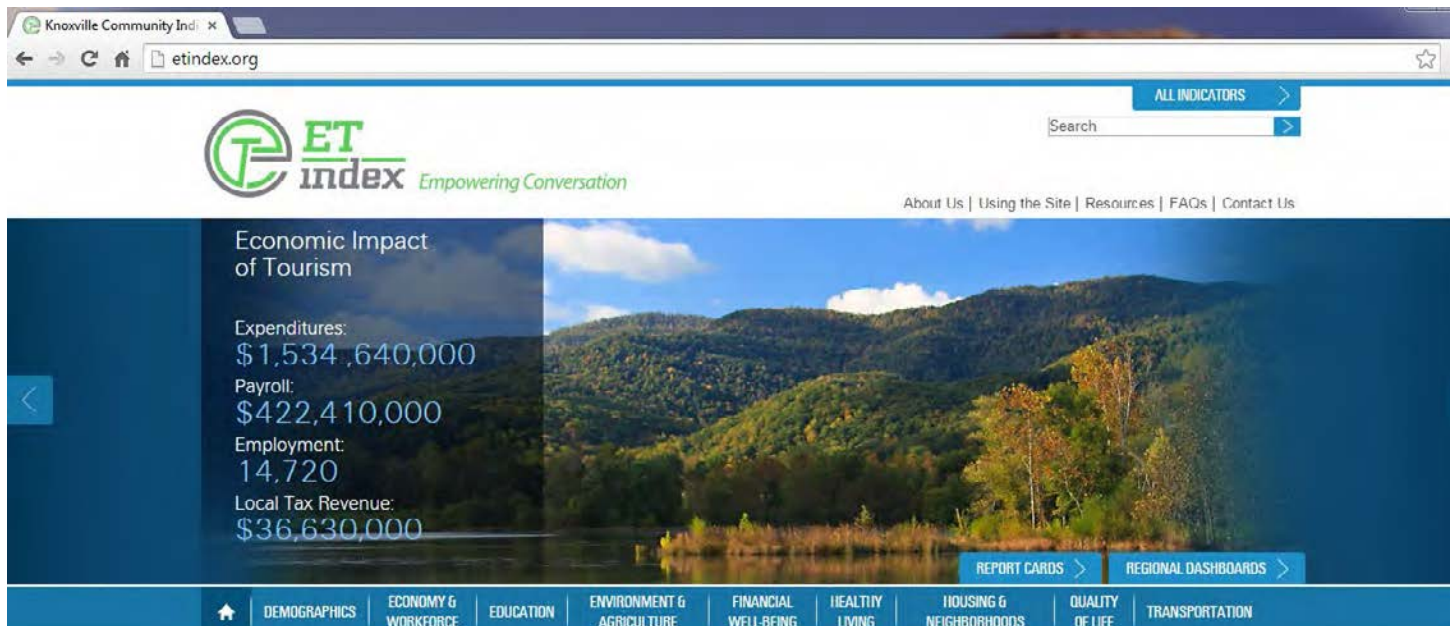 Knoxville Community Indi
etindex.org
ALL INDICATORS
Search
ET
index Empowering Conversation
About Us | Using the Site | Resources | FAQs | Contact Us
Economic Impact
of Tourism
Expenditures:
$1,534,640,000
Payroll:
$422,410,000
Employment:
14,720
Local Tax Revenue:
$36,630,000
REPORT CARDS
REGIONAL DASHBOARDS
DEMOGRAPHICS
ECONOMY &
WORKFORCE
EDUCATION
ENVIRONMENT &
AGRICULTURE
FINANCIAL
WELL-BEING
HEALTHY
LIVING
HOUSING &
NEIGHBORHOODS
QUALITY
OF LIFE
TRANSPORTATION